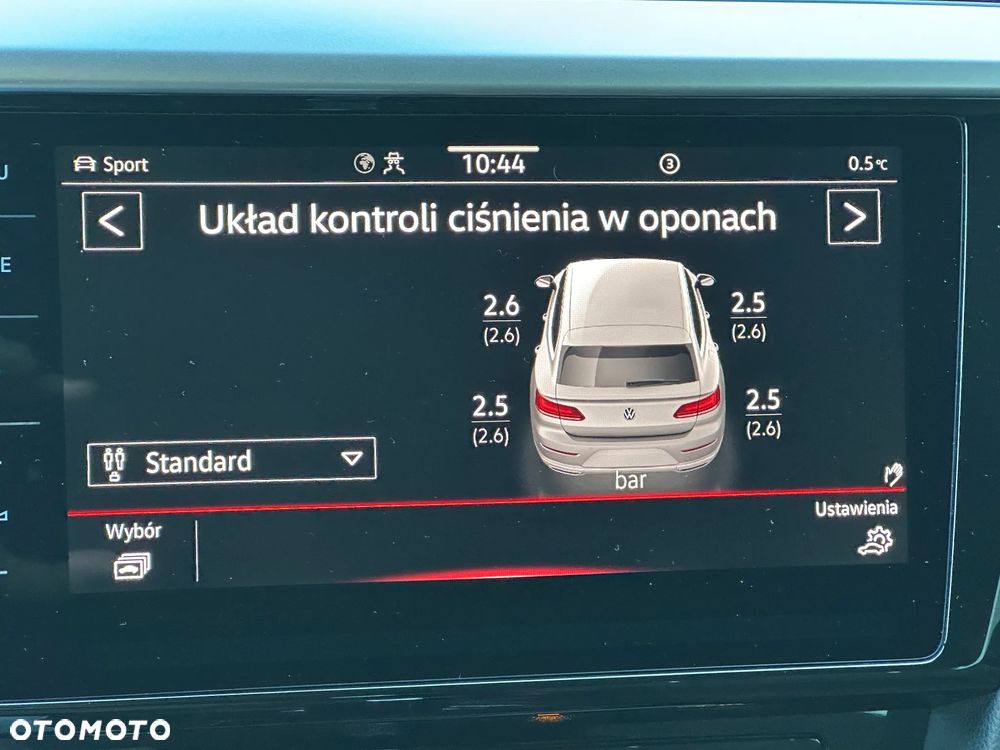 Sport 10:44 3 0.5°C
< Układ kontroli ciśnienia w oponach >
2.6 2.5
(2.6) (2.6)
2.5 2.5
(2.6) (2.6)
Standard
bar
Wybór
Ustawienia
E
OTOMOTO